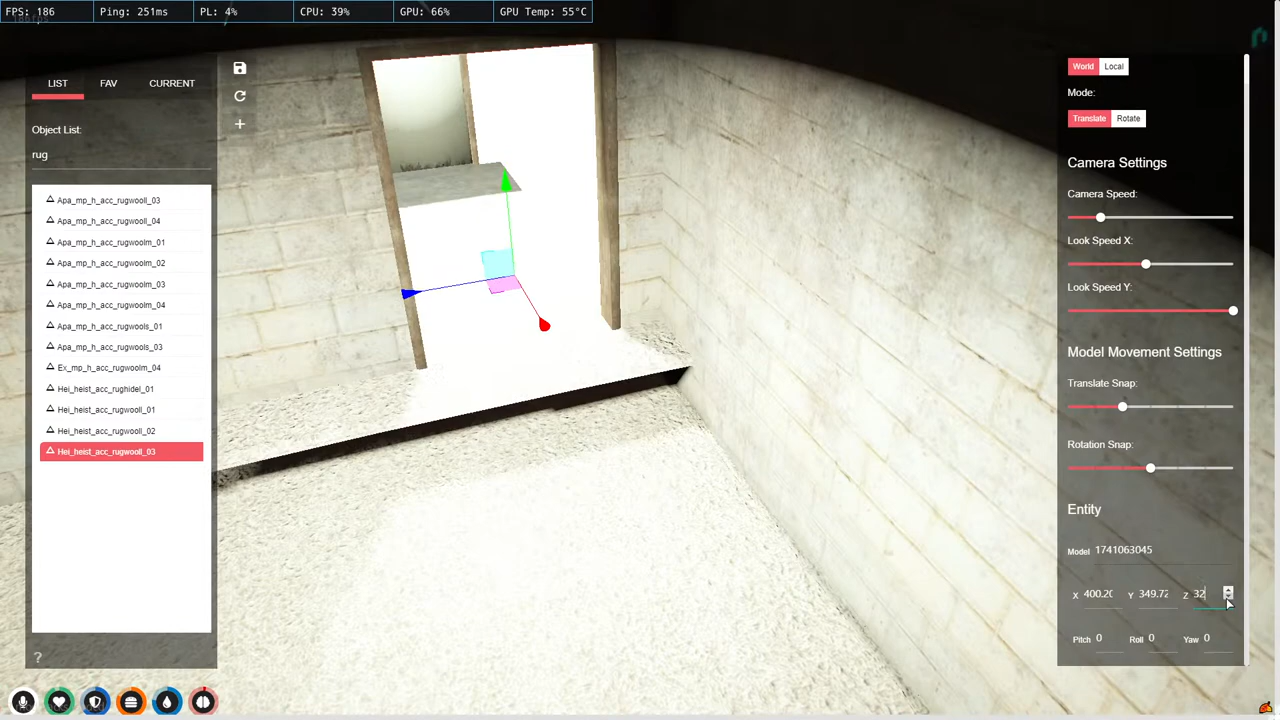 FPS: 186 Ping: 251ms PL: 4% CPU: 39% GPU: 66% GPU Temp: 55°C
LIST FAV CURRENT
Object List:
rug
Apa_mp_h_acc_rugwooll_03
Apa_mp_h_acc_rugwooll_04
Apa_mp_h_acc_rugwoolm_01
Apa_mp_h_acc_rugwoolm_02
Apa_mp_h_acc_rugwoolm_03
Apa_mp_h_acc_rugwoolm_04
Apa_mp_h_acc_rugwools_01
Apa_mp_h_acc_rugwools_03
Ex_mp_h_acc_rugwoolm_04
Hei_heist_acc_rughidel_01
Hei_heist_acc_rugwooll_01
Hei_heist_acc_rugwooll_02
Hei_heist_acc_rugwooll_03
?
World Local
Mode:
Translate Rotate
Camera Settings
Camera Speed:
Look Speed X:
Look Speed Y:
Model Movement Settings
Translate Snap:
Rotation Snap:
Entity
Model 1741063045
X 400.20 Y 349.72 Z 32
Pitch 0 Roll 0 Yaw 0